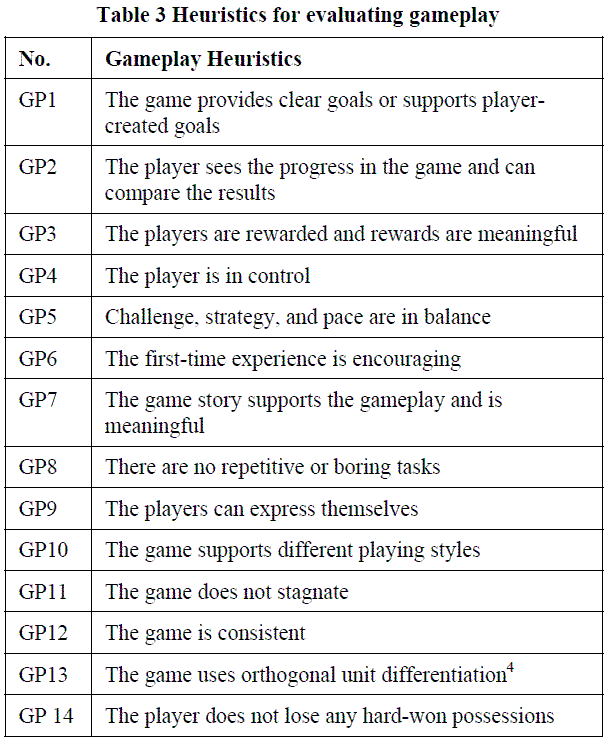 Table 3 Heuristics for evaluating gameplay
No. Gameplay Heuristics
GP1 The game provides clear goals or supports player-
created goals
GP2 The player sees the progress in the game and can
compare the results
GP3 The players are rewarded and rewards are meaningful
GP4 The player is in control
GP5 Challenge, strategy, and pace are in balance
GP6 The first-time experience is encouraging
GP7 The game story supports the gameplay and is
meaningful
GP8 There are no repetitive or boring tasks
GP9 The players can express themselves
GP10 The game supports different playing styles
GP11 The game does not stagnate
GP12 The game is consistent
GP13 The game uses orthogonal unit differentiation⁴
GP 14 The player does not lose any hard-won possessions